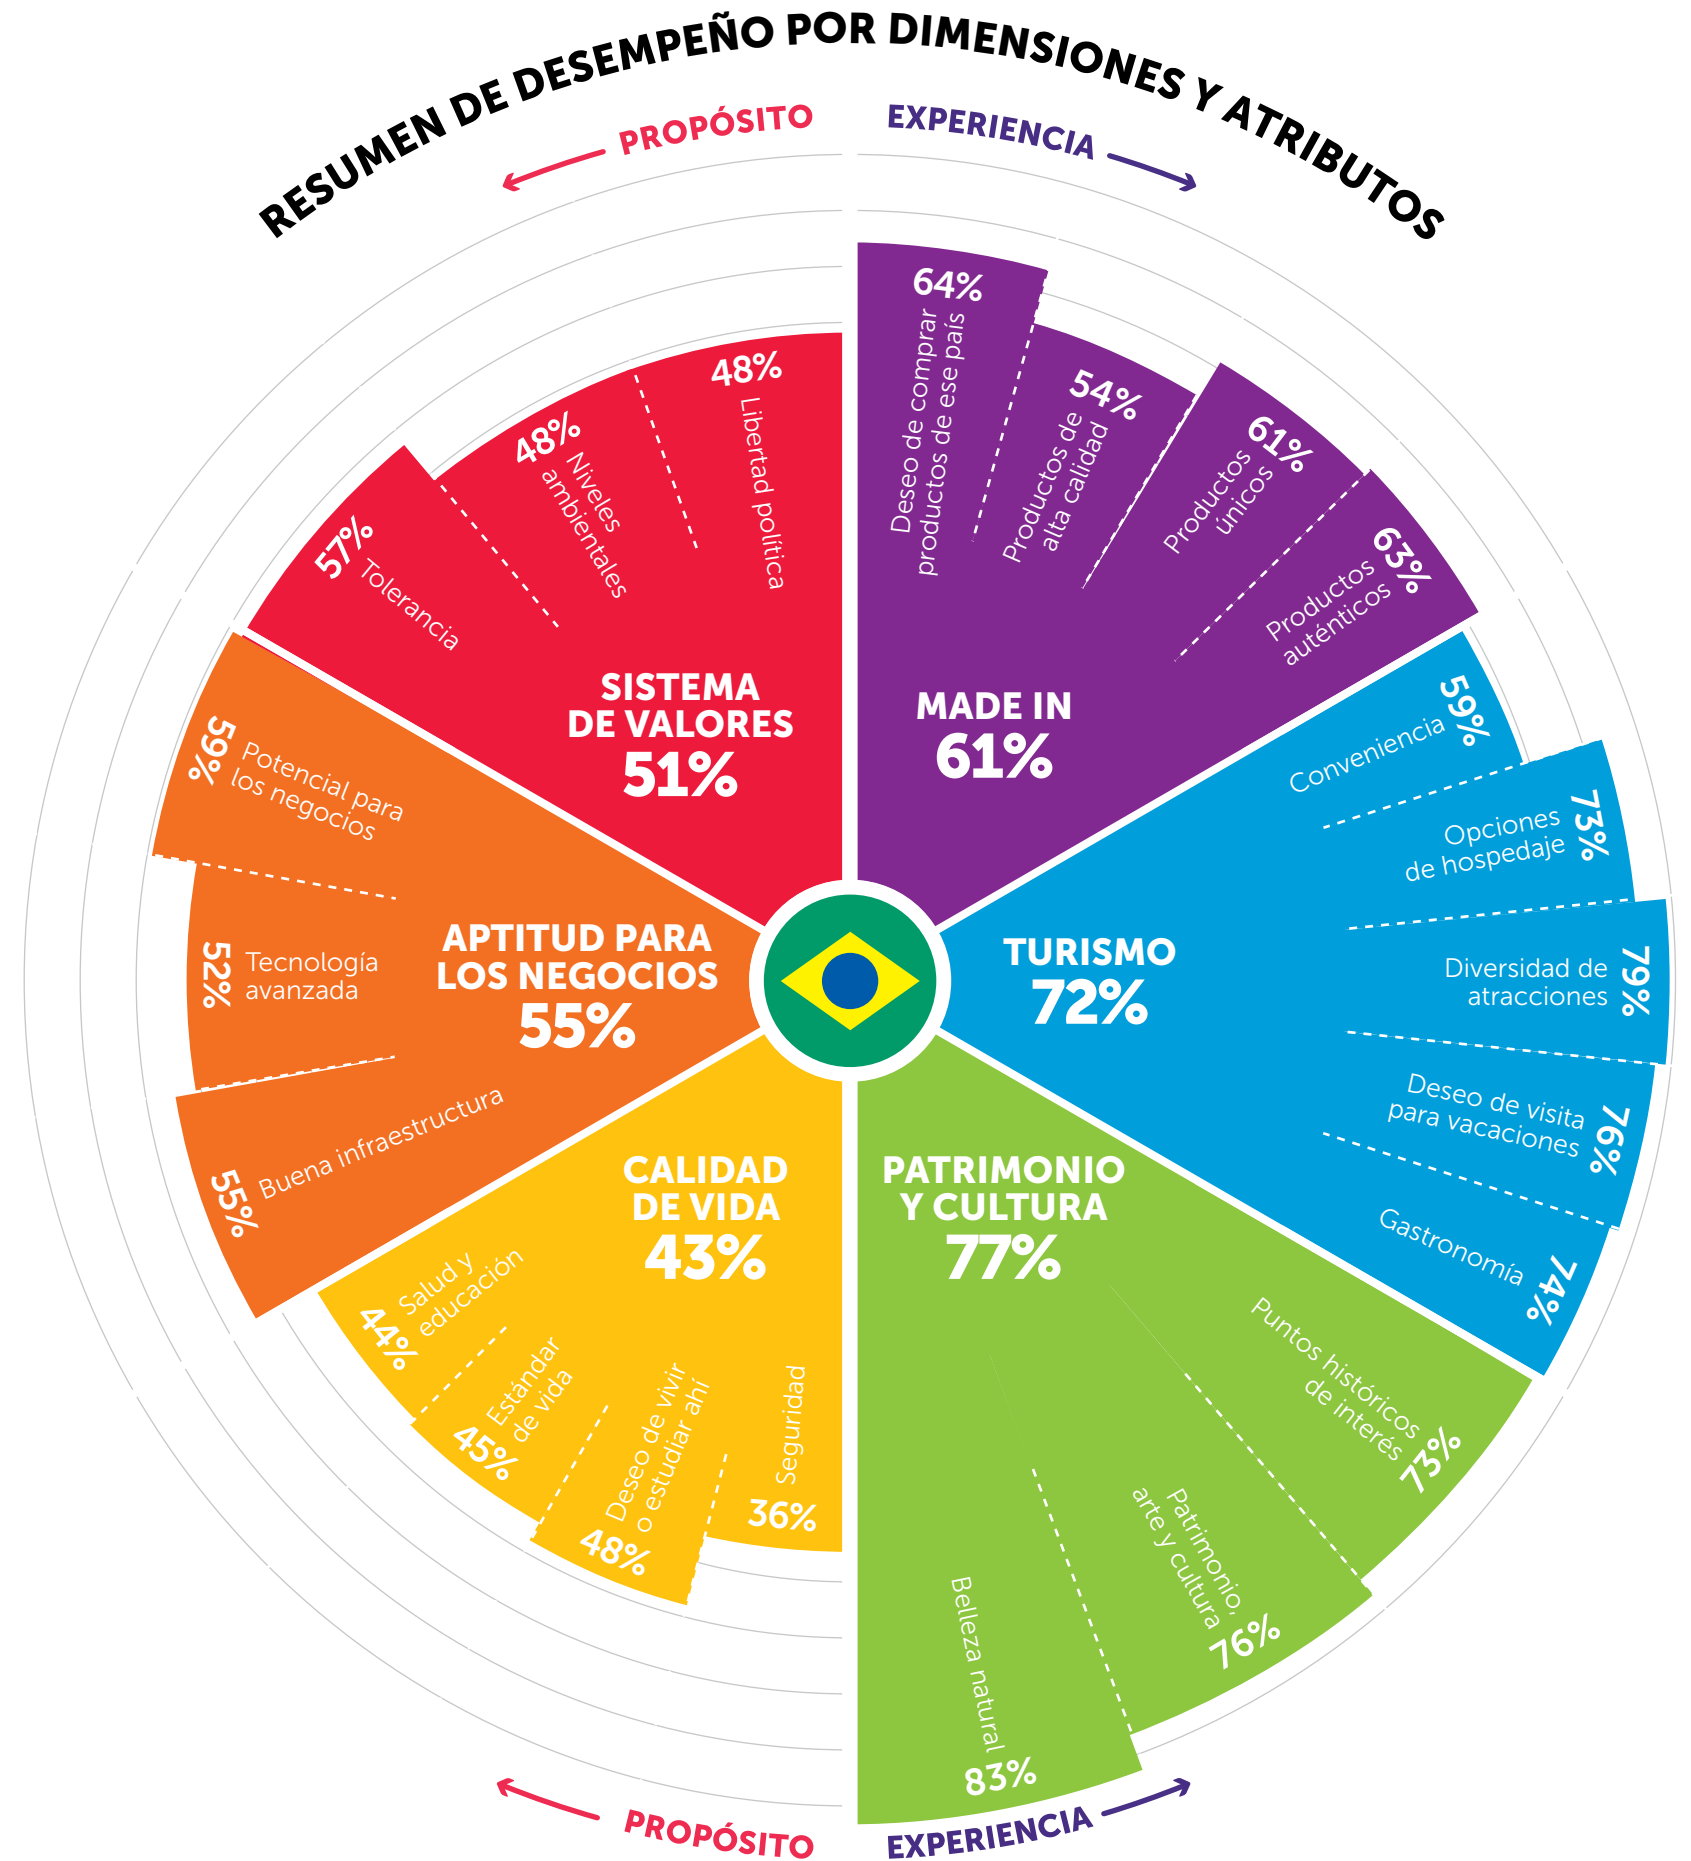 RESUMEN DE DESEMPEÑO POR DIMENSIONES Y ATRIBUTOS
PROPÓSITO
EXPERIENCIA
64%
Deseo de comprar
productos de ese país
54%
Productos de
alta calidad
61%
Productos
únicos
63%
Productos
auténticos
MADE IN
61%
59%
Conveniencia
73%
Opciones
de hospedaje
79%
Diversidad de
atracciones
76%
Deseo de visita
para vacaciones
74%
Gastronomía
TURISMO
72%
PATRIMONIO
Y CULTURA
77%
Puntos históricos
de interés
73%
Patrimonio,
arte y cultura
76%
Belleza natural
83%
CALIDAD
DE VIDA
43%
Seguridad
36%
Deseo de vivir
o estudiar ahí
48%
Estándar
de vida
45%
Salud y
educación
44%
APTITUD PARA
LOS NEGOCIOS
55%
Buena infraestructura
55%
Tecnología
avanzada
52%
Potencial para
los negocios
59%
SISTEMA
DE VALORES
51%
57%
Tolerancia
48%
Niveles
ambientales
48%
Libertad política
PROPÓSITO
EXPERIENCIA